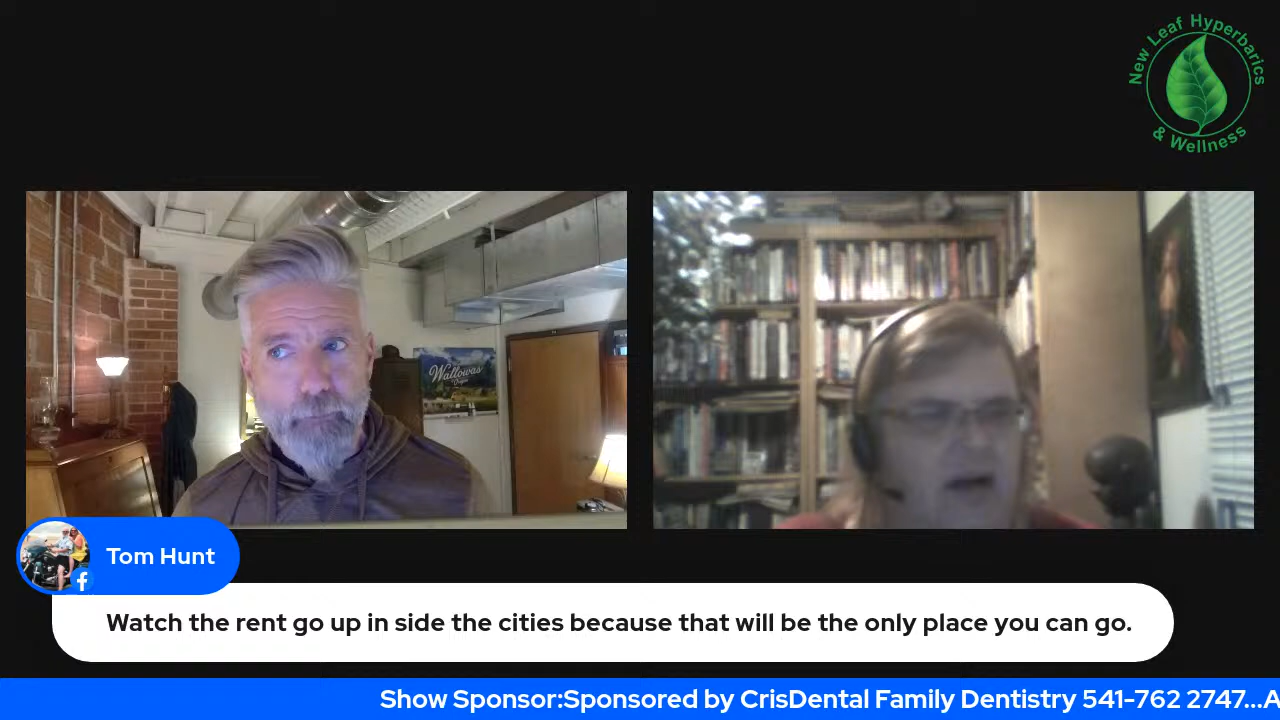 New Leaf Hyperbarics
& Wellness
Wallowas
Tom Hunt
Watch the rent go up in side the cities because that will be the only place you can go.
Show Sponsor:Sponsored by CrisDental Family Dentistry 541-762 2747...A